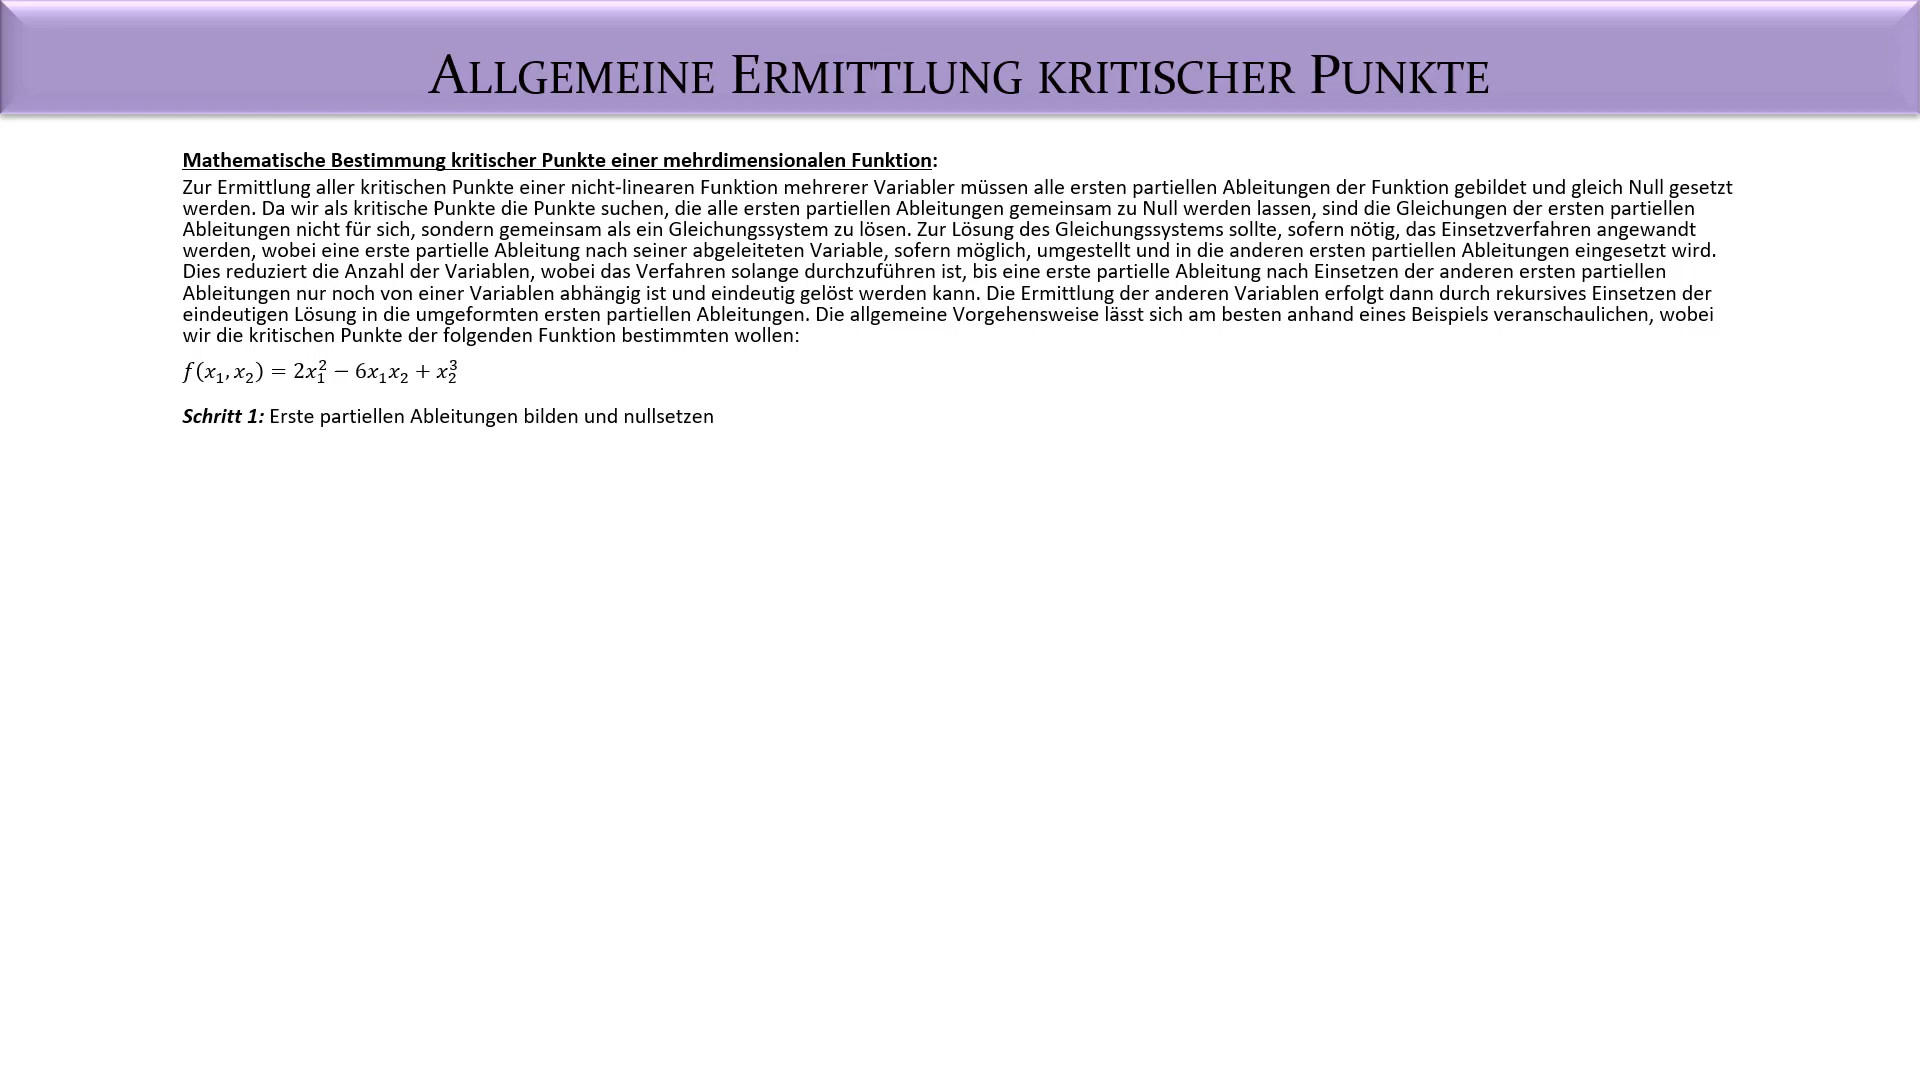 ALLGEMEINE ERMITTLUNG KRITISCHER PUNKTE
Mathematische Bestimmung kritischer Punkte einer mehrdimensionalen Funktion:
Zur Ermittlung aller kritischen Punkte einer nicht-linearen Funktion mehrerer Variabler müssen alle ersten partiellen Ableitungen der Funktion gebildet und gleich Null gesetzt
werden. Da wir als kritische Punkte die Punkte suchen, die alle ersten partiellen Ableitungen gemeinsam zu Null werden lassen, sind die Gleichungen der ersten partiellen
Ableitungen nicht für sich, sondern gemeinsam als ein Gleichungssystem zu lösen. Zur Lösung des Gleichungssystems sollte, sofern nötig, das Einsetzverfahren angewandt
werden, wobei eine erste partielle Ableitung nach seiner abgeleiteten Variable, sofern möglich, umgestellt und in die anderen ersten partiellen Ableitungen eingesetzt wird.
Dies reduziert die Anzahl der Variablen, wobei das Verfahren solange durchzuführen ist, bis eine erste partielle Ableitung nach Einsetzen der anderen ersten partiellen
Ableitungen nur noch von einer Variablen abhängig ist und eindeutig gelöst werden kann. Die Ermittlung der anderen Variablen erfolgt dann durch rekursives Einsetzen der
eindeutigen Lösung in die umgeformten ersten partiellen Ableitungen. Die allgemeine Vorgehensweise lässt sich am besten anhand eines Beispiels veranschaulichen, wobei
wir die kritischen Punkte der folgenden Funktion bestimmten wollen:
f(x₁, x₂) = 2x₁² − 6x₁x₂ + x₂³
Schritt 1: Erste partiellen Ableitungen bilden und nullsetzen